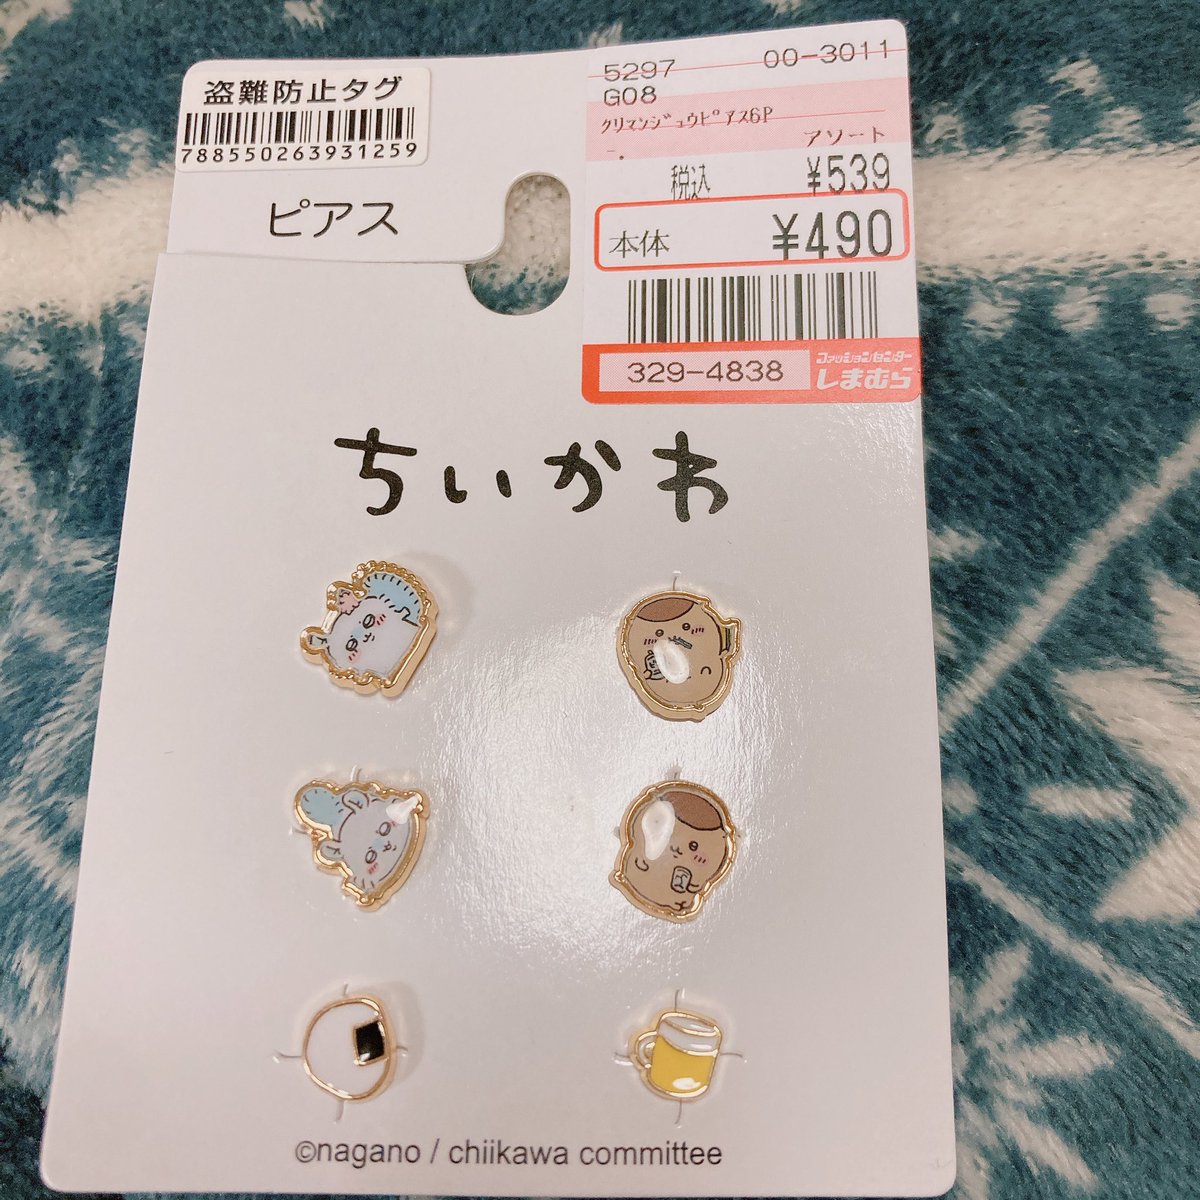 盗難防止タグ
788550263931259
ピアス
5297 00-3011
G08
クリマンジュウピアス6P
アソート
税込 ¥539
本体 ¥490
329-4838
ファッションセンター
しまむら
ちいかわ
©nagano / chiikawa committee